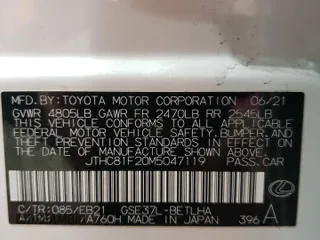 MFD BY: TOYOTA MOTOR CORPORATION 06/21
GVWR 4805LB GAWR FR 2470LB RR 2645LB
THIS VEHICLE CONFORMS TO ALL APPLICABLE
FEDERAL MOTOR VEHICLE SAFETY, BUMPER, AND
THEFT PREVENTION STANDARDS IN EFFECT ON
THE DATE OF MANUFACTURE SHOWN ABOVE.
JTHC81F20M5047119 PASS.CAR
C/TR:085/EB21 GSE37L-BETLHA
A/TM: /A760H MADE IN JAPAN 396 A